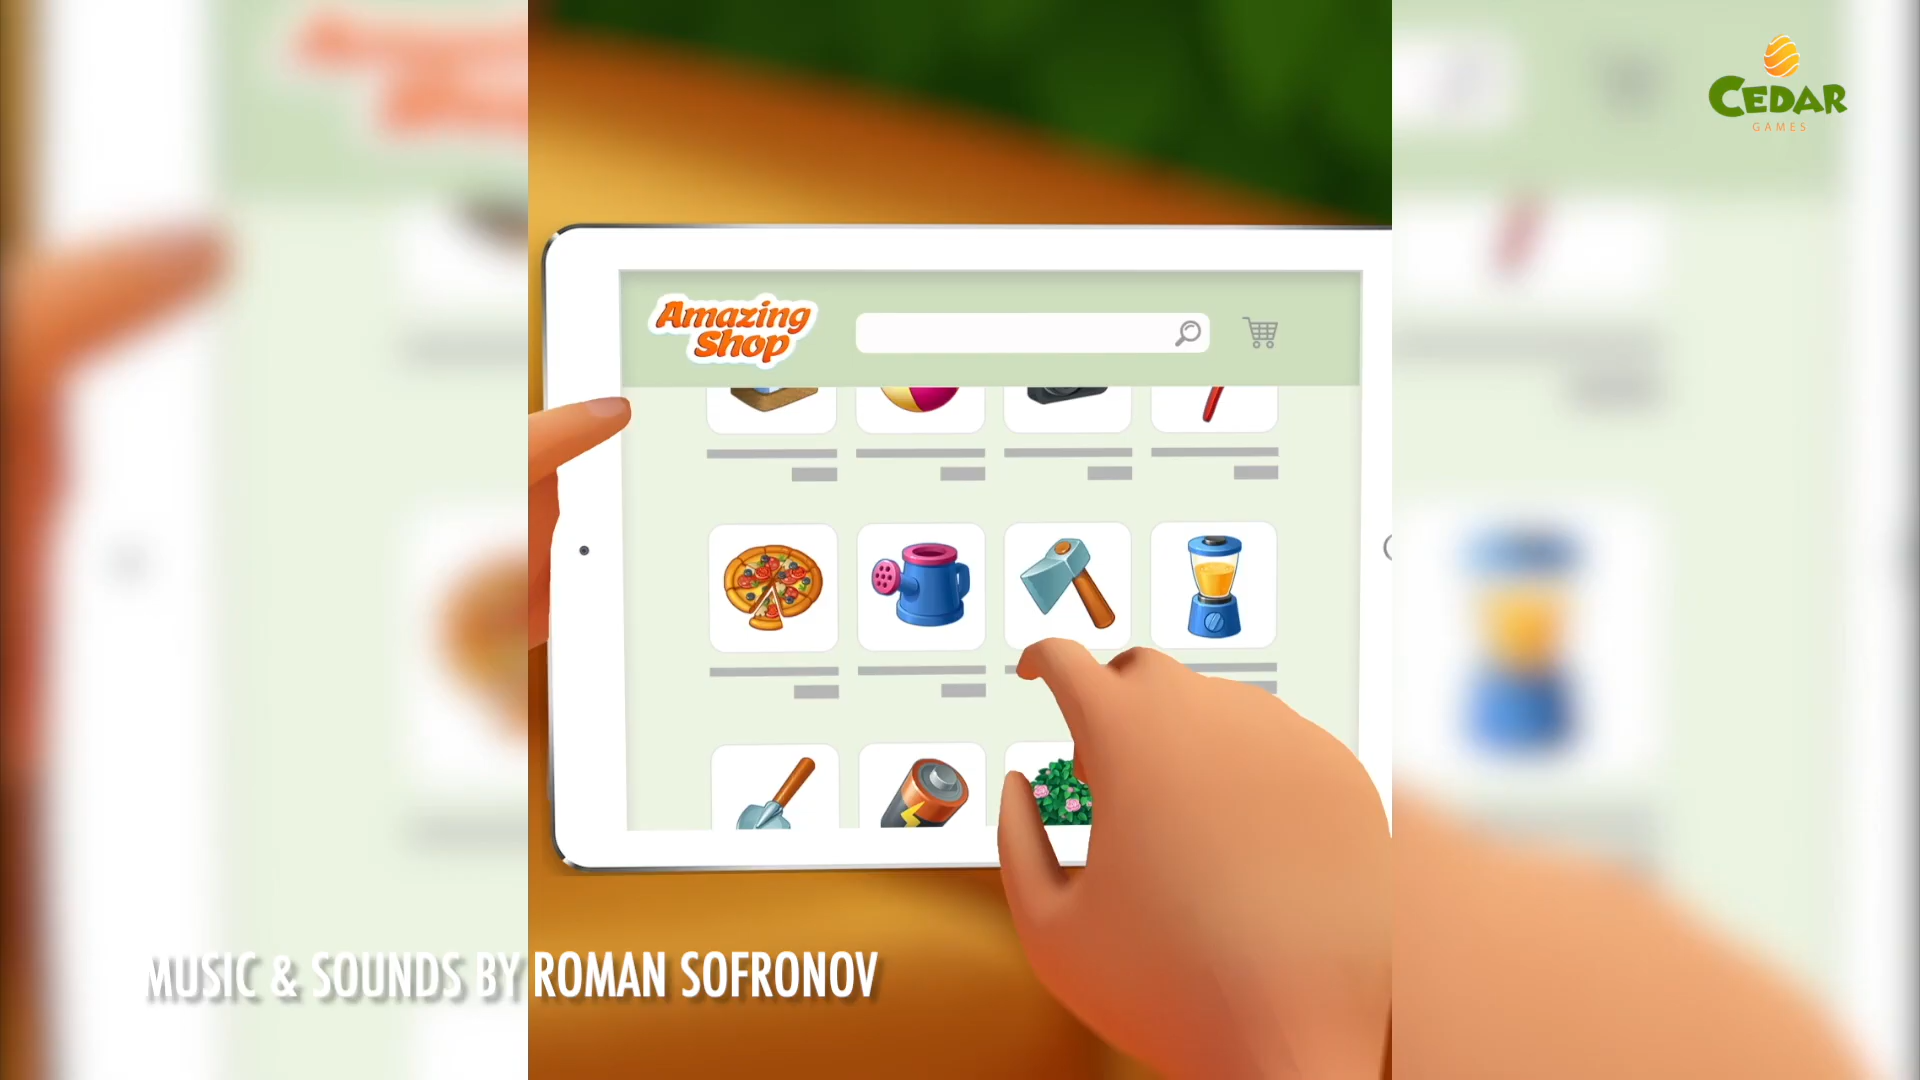 CEDAR
GAMES
Amazing
Shop
MUSIC & SOUNDS BY ROMAN SOFRONOV